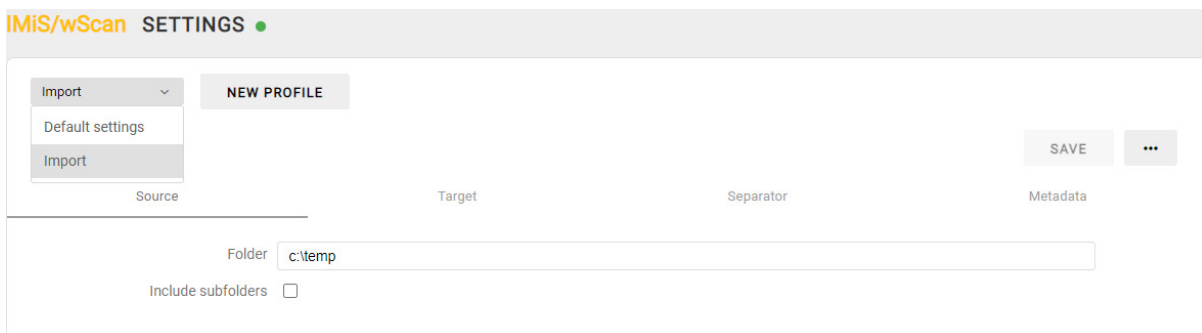 IMiS/wScan SETTINGS
Import NEW PROFILE
Default settings
Import
SAVE •••
Source Target Separator Metadata
Folder c:\temp
Include subfolders